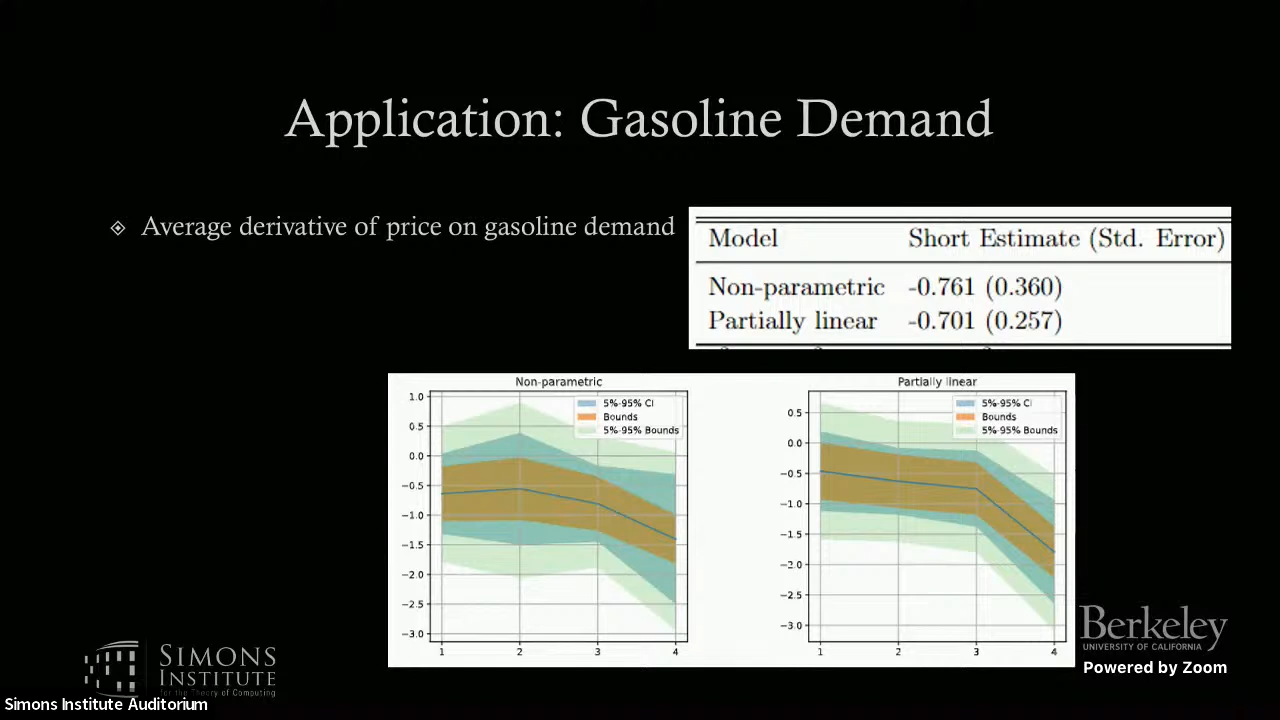 Application: Gasoline Demand
Average derivative of price on gasoline demand
Model Short Estimate (Std. Error)
Non-parametric -0.761 (0.360)
Partially linear -0.701 (0.257)
Non-parametric
5%-95% CI
Bounds
5%-95% Bounds
1.0
0.5
0.0
−0.5
−1.0
−1.5
−2.0
−2.5
−3.0
1 2 3 4
Partially linear
5%-95% CI
Bounds
5%-95% Bounds
0.5
0.0
−0.5
−1.0
−1.5
−2.0
−2.5
−3.0
1 2 3 4
SIMONS
INSTITUTE
for the Theory of Computing
Berkeley
UNIVERSITY OF CALIFORNIA
Powered by Zoom
Simons Institute Auditorium